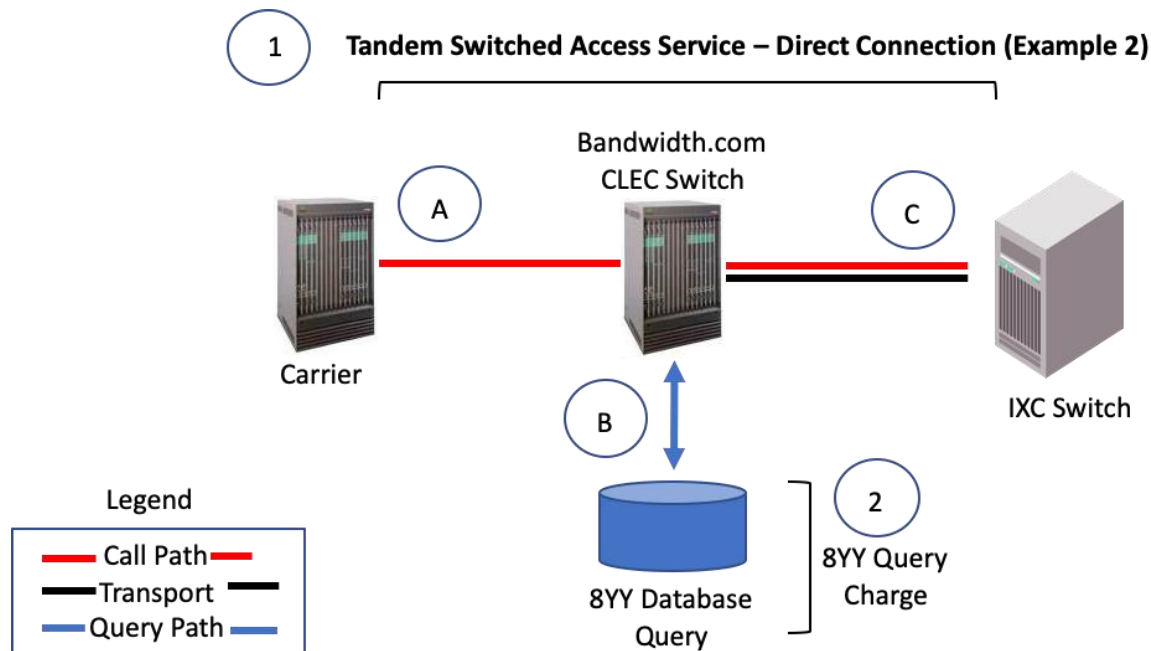 1
Tandem Switched Access Service – Direct Connection (Example 2)
Bandwidth.com
CLEC Switch
A
C
Carrier
IXC Switch
B
2
8YY Query
Charge
8YY Database
Query
Legend
Call Path
Transport
Query Path